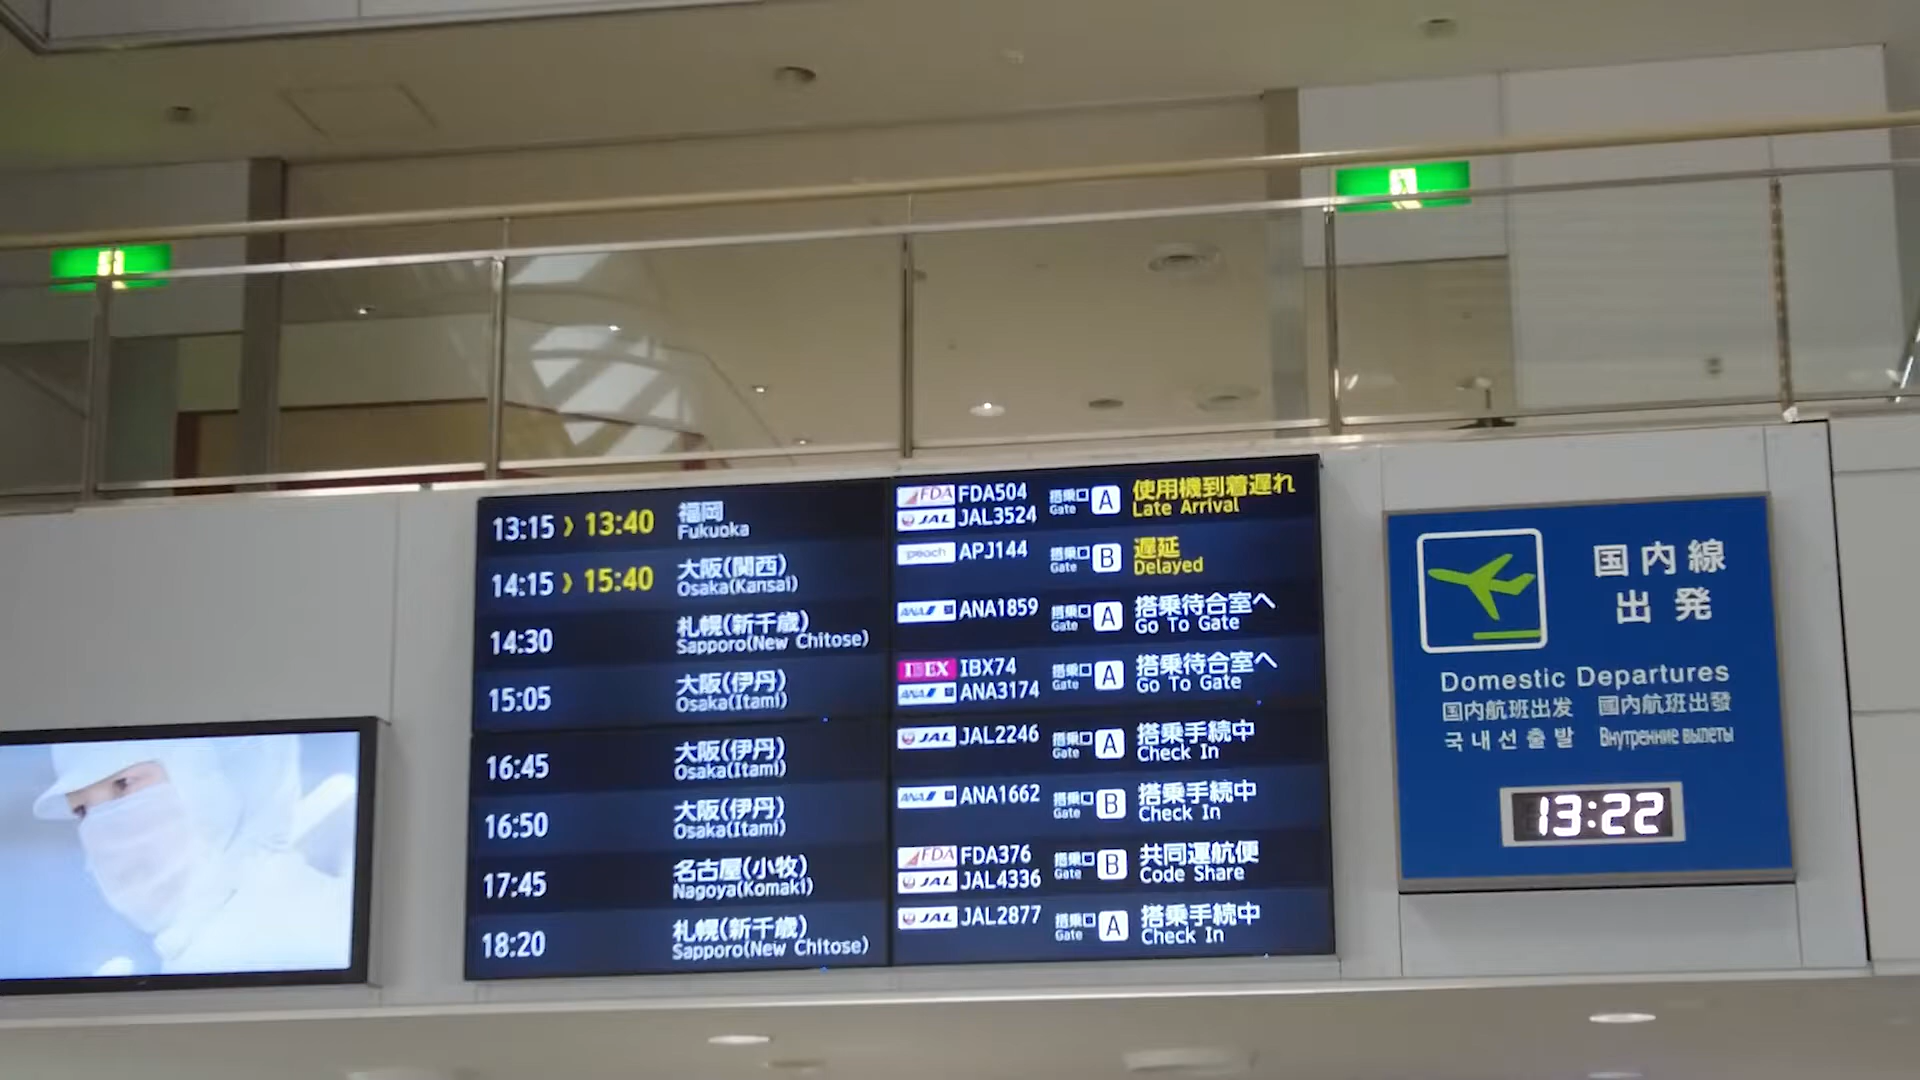 13:15 › 13:40 福岡 FDA FDA504 搭乗口 A 使用機到着遅れ
Fukuoka JAL JAL3524 Gate Late Arrival
14:15 › 15:40 大阪(関西) peach APJ144 搭乗口 B 遅延
Osaka(Kansai) Gate Delayed
14:30 札幌(新千歳) ANA ANA1859 搭乗口 A 搭乗待合室へ
Sapporo(New Chitose) Gate Go To Gate
15:05 大阪(伊丹) IBEX IBX74 搭乗口 A 搭乗待合室へ
Osaka(Itami) ANA ANA3174 Gate Go To Gate
16:45 大阪(伊丹) JAL JAL2246 搭乗口 A 搭乗手続中
Osaka(Itami) Gate Check In
16:50 大阪(伊丹) ANA ANA1662 搭乗口 B 搭乗手続中
Osaka(Itami) Gate Check In
17:45 名古屋(小牧) FDA FDA376 搭乗口 B 共同運航便
Nagoya(Komaki) JAL JAL4336 Gate Code Share
18:20 札幌(新千歳) JAL JAL2877 搭乗口 A 搭乗手続中
Sapporo(New Chitose) Gate Check In
国内線
出発
Domestic Departures
国内航班出发 國內航班出發
국내선출발 Внутренние вылеты
13:22